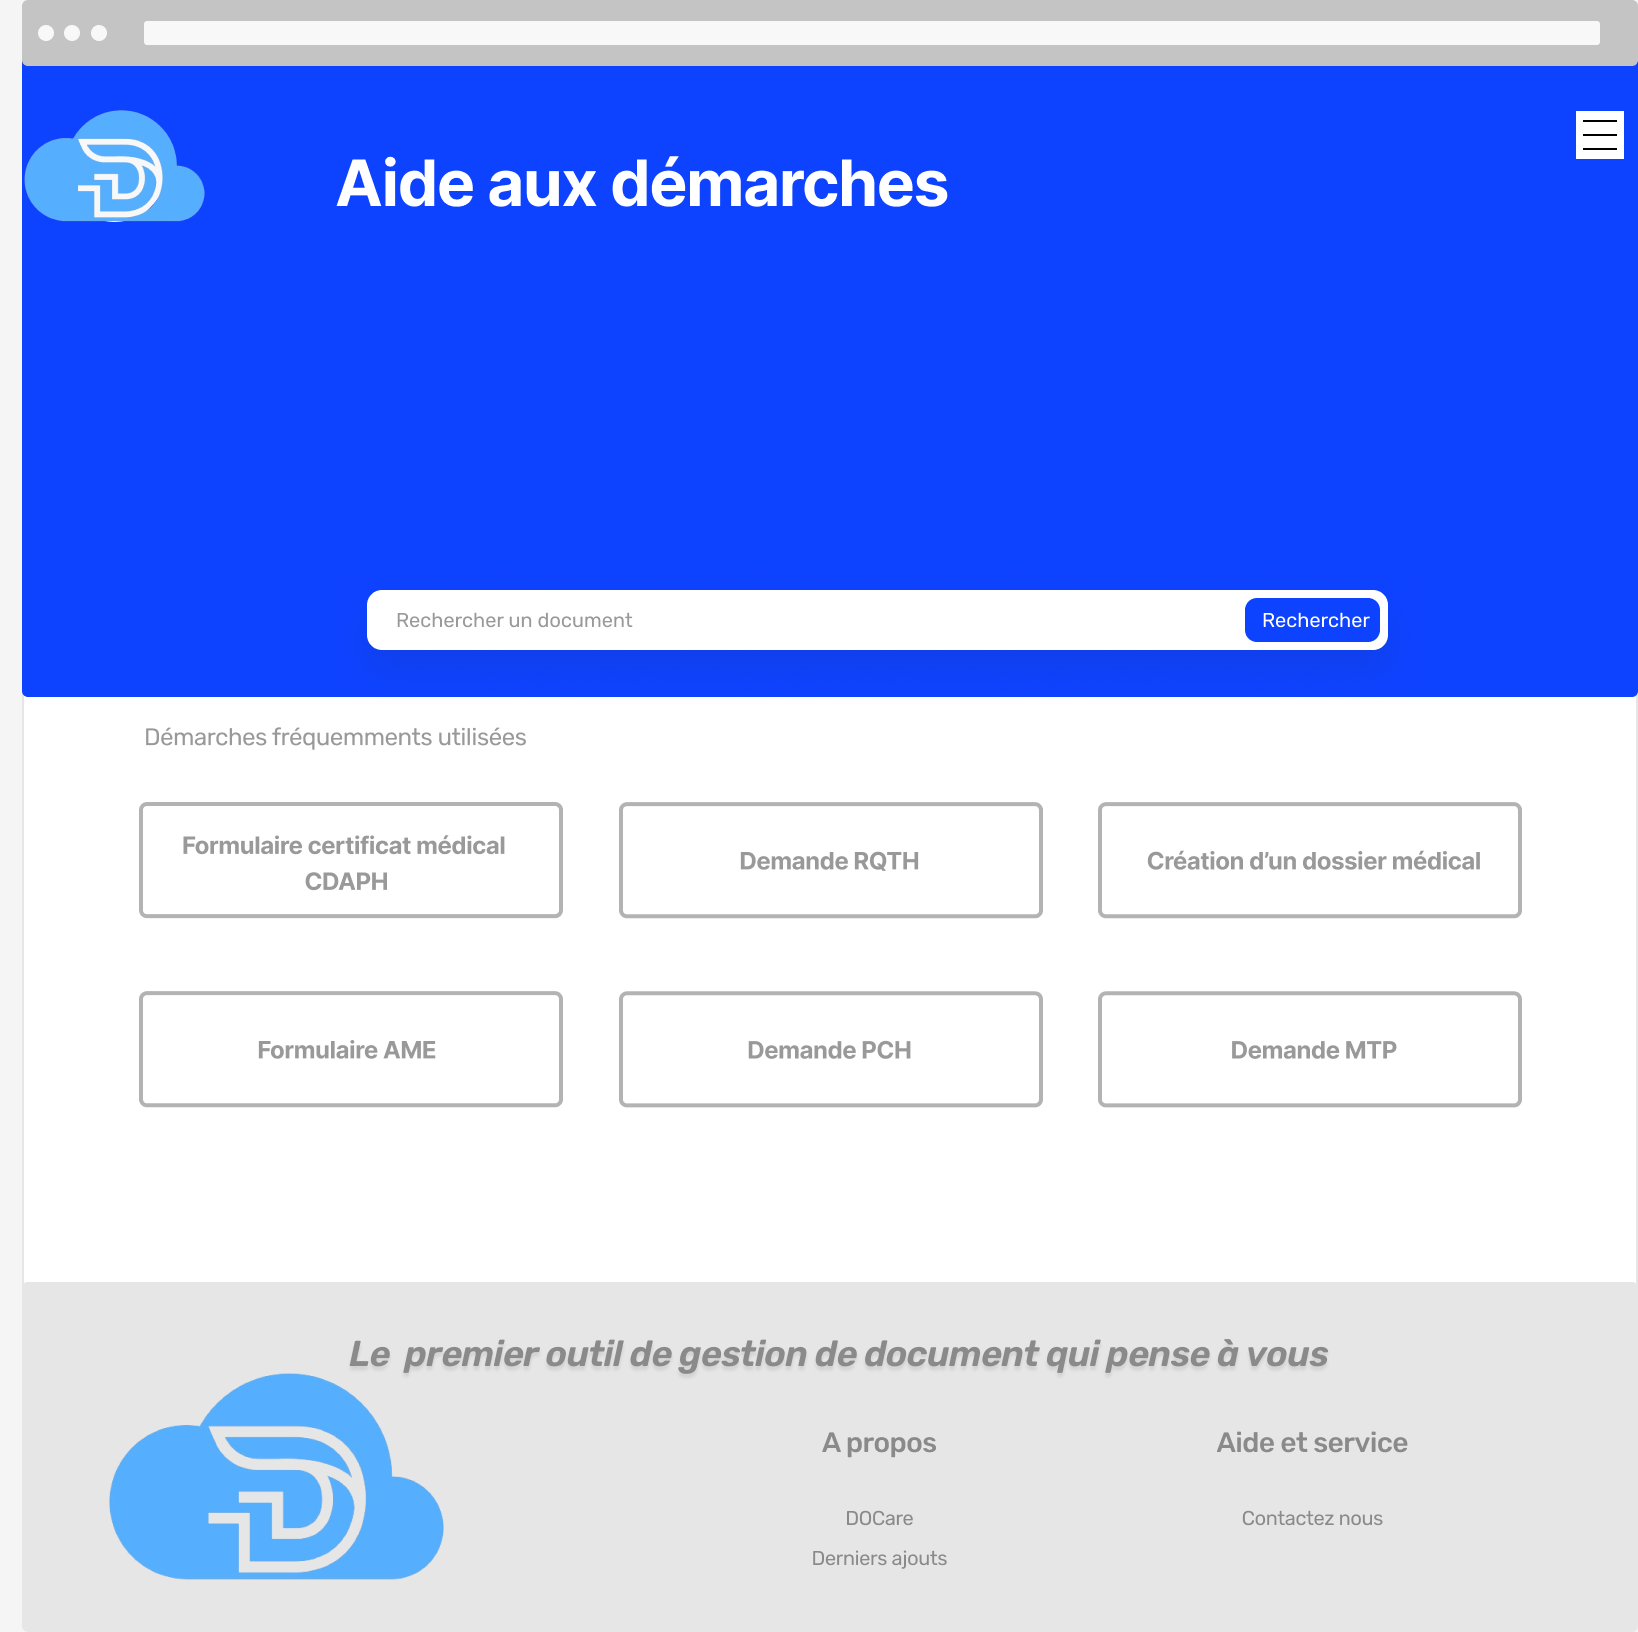 Aide aux démarches
Rechercher un document
Rechercher
Démarches fréquemments utilisées
Formulaire certificat médical
CDAPH
Demande RQTH
Création d’un dossier médical
Formulaire AME
Demande PCH
Demande MTP
Le premier outil de gestion de document qui pense à vous
A propos
DOCare
Derniers ajouts
Aide et service
Contactez nous